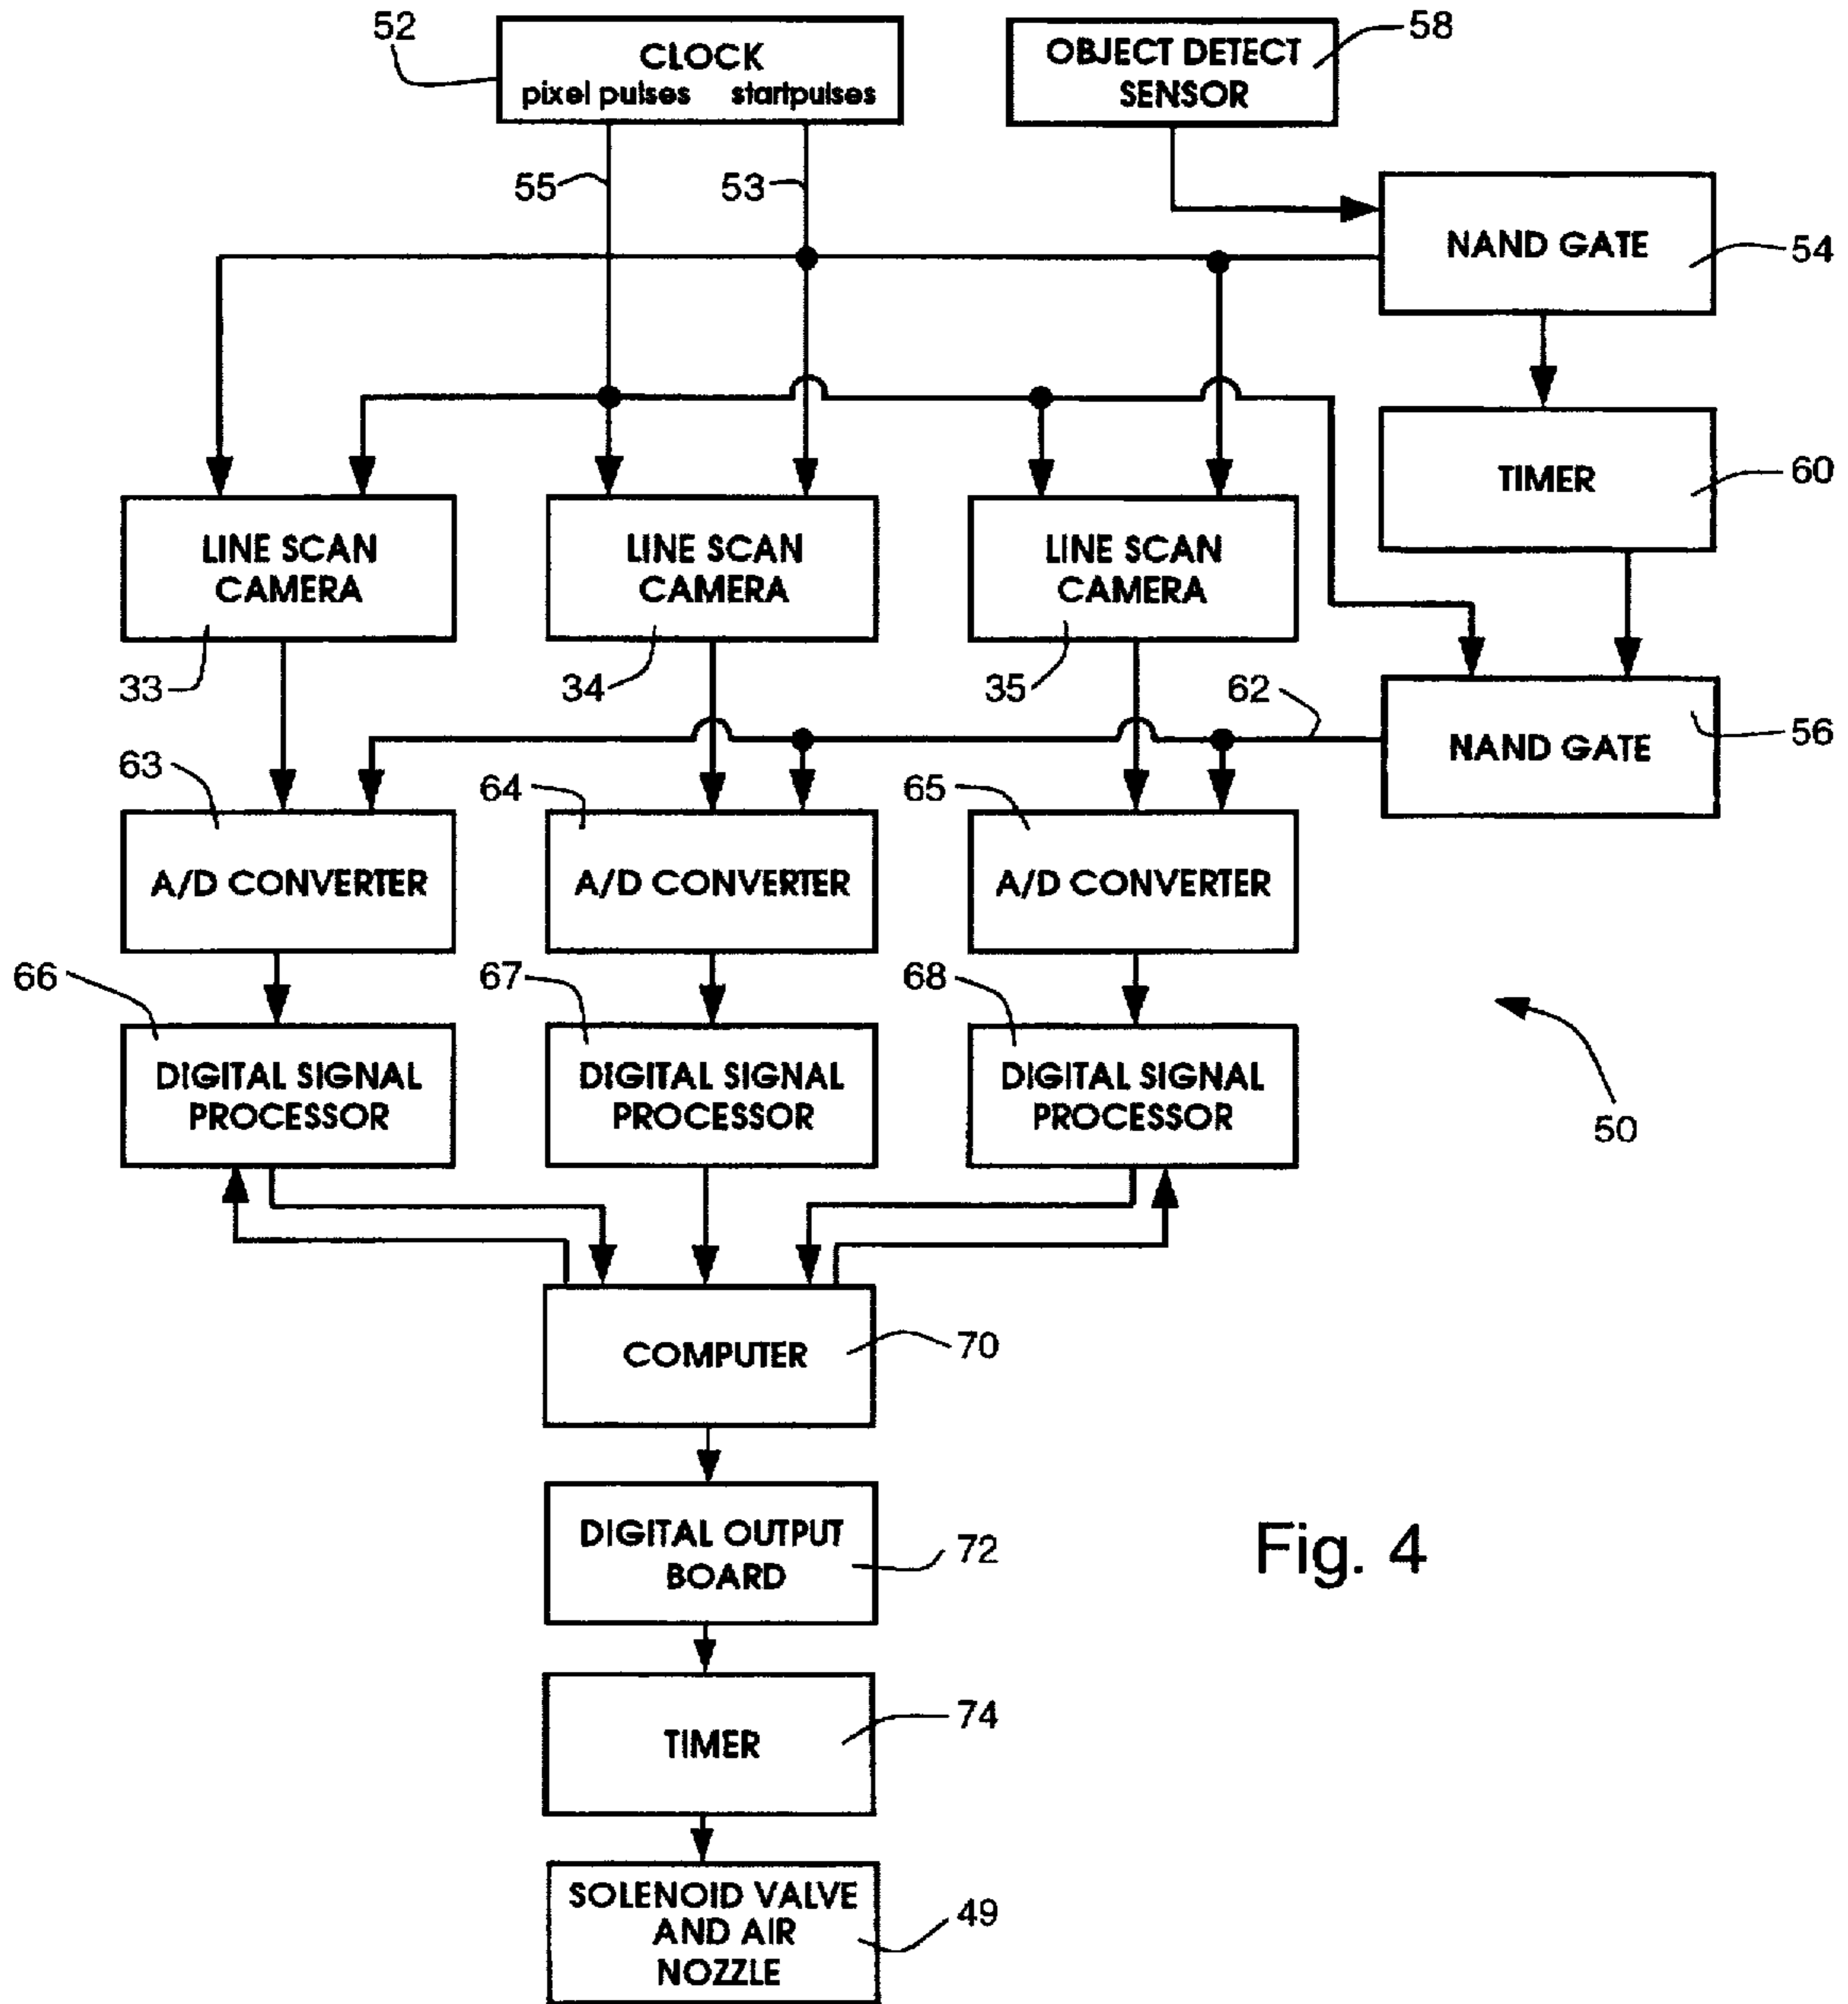 52
CLOCK
pixel pulses startpulses
OBJECT DETECT
SENSOR
58
55
53
NAND GATE
54
TIMER
60
LINE SCAN
CAMERA
33
LINE SCAN
CAMERA
34
LINE SCAN
CAMERA
35
62
NAND GATE
56
63
A/D CONVERTER
64
A/D CONVERTER
65
A/D CONVERTER
66
DIGITAL SIGNAL
PROCESSOR
67
DIGITAL SIGNAL
PROCESSOR
68
DIGITAL SIGNAL
PROCESSOR
50
COMPUTER
70
DIGITAL OUTPUT
BOARD
72
Fig. 4
TIMER
74
SOLENOID VALVE
AND AIR
NOZZLE
49